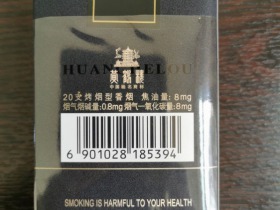 HUANGHELOU
黄鹤楼
20支烤烟型香烟 焦油量:8mg
烟气烟碱量:0.8mg 烟气一氧化碳量:8mg
6 901028 185394
SMOKING IS HARMFUL TO YOUR HEALTH